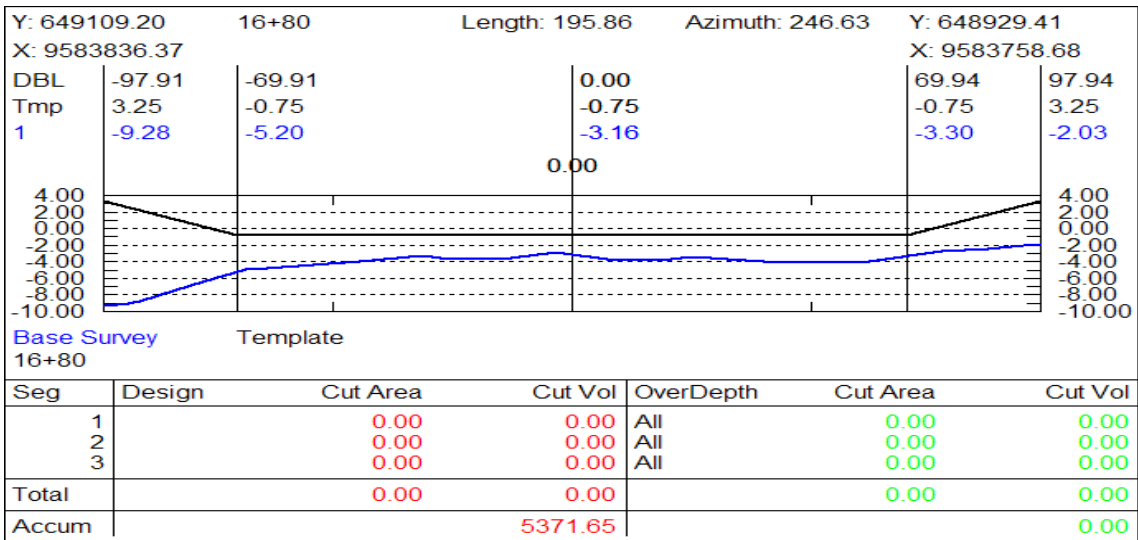 Y: 649109.20 16+80 Length: 195.86 Azimuth: 246.63 Y: 648929.41
X: 9583836.37 X: 9583758.68
DBL -97.91 -69.91 0.00 69.94 97.94
Tmp 3.25 -0.75 -0.75 -0.75 3.25
1 -9.28 -5.20 -3.16 -3.30 -2.03
0.00
4.00 4.00
2.00 2.00
0.00 0.00
-2.00 -2.00
-4.00 -4.00
-6.00 -6.00
-8.00 -8.00
-10.00 -10.00
Base Survey Template
16+80
Seg Design Cut Area Cut Vol OverDepth Cut Area Cut Vol
1 0.00 0.00 All 0.00 0.00
2 0.00 0.00 All 0.00 0.00
3 0.00 0.00 All 0.00 0.00
Total 0.00 0.00 0.00 0.00
Accum 5371.65 0.00